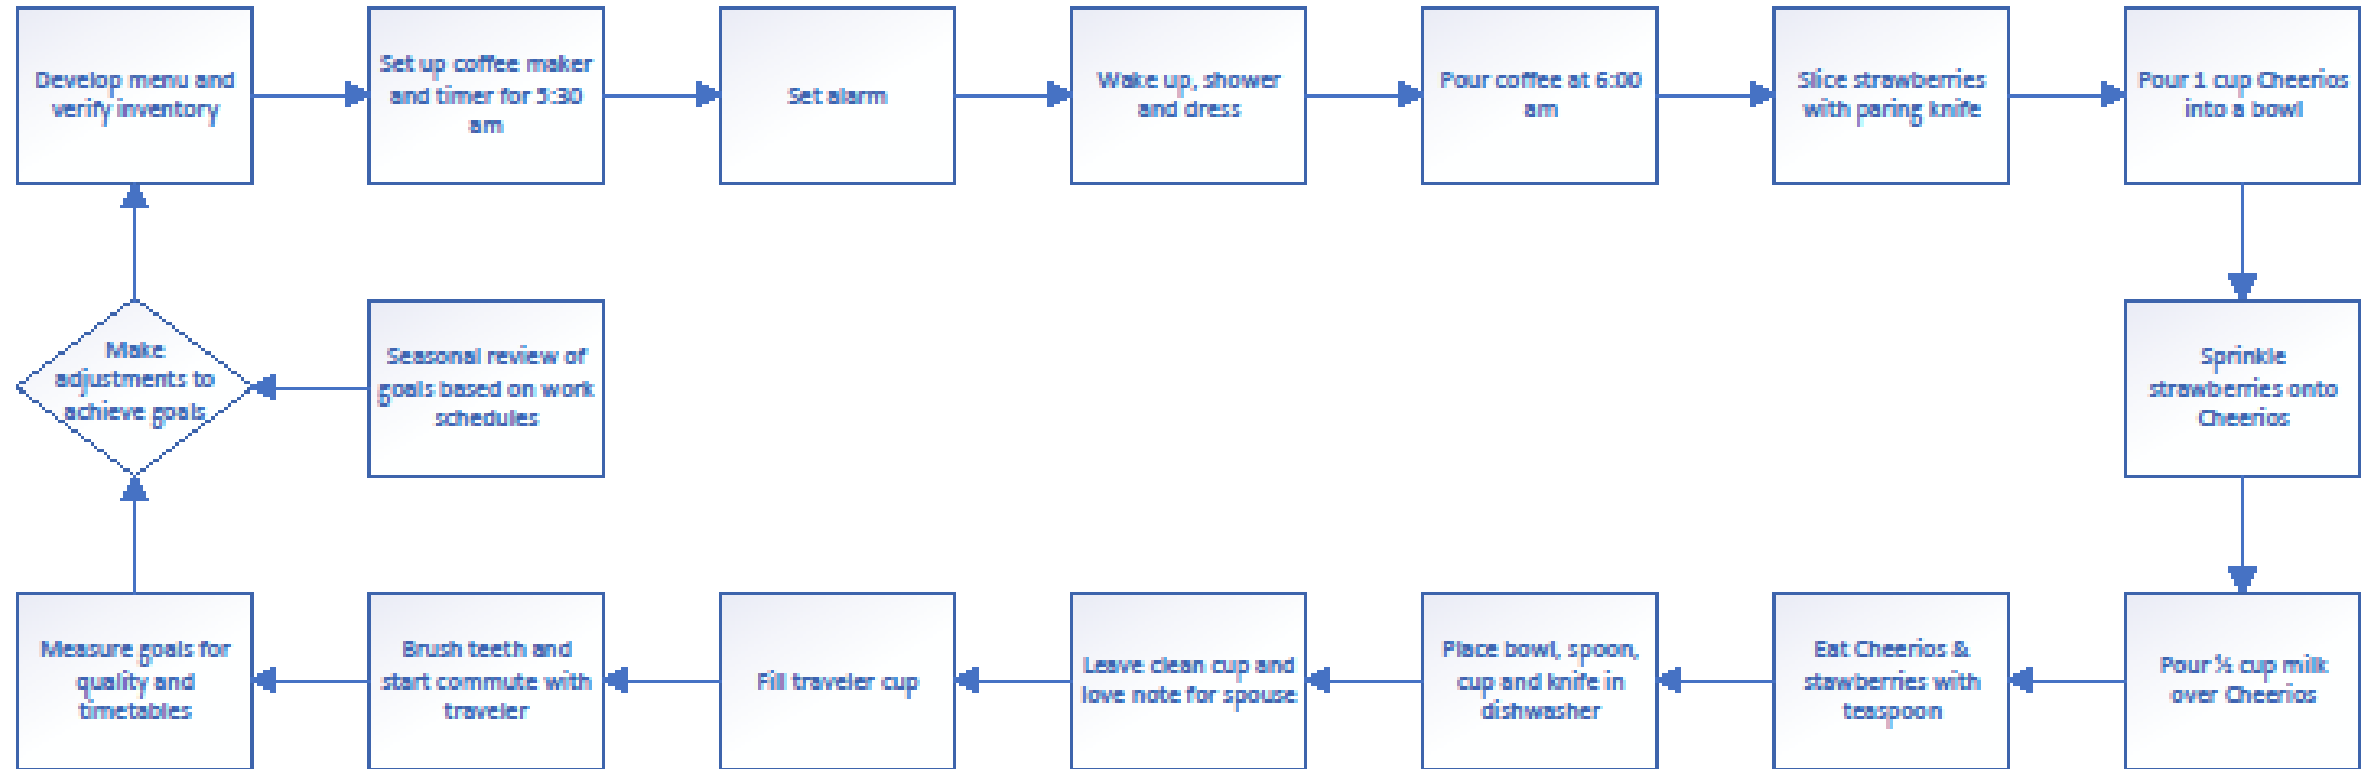 Develop menu and
verify inventory
Set up coffee maker
and timer for 5:30
am
Set alarm
Wake up, shower
and dress
Pour coffee at 6:00
am
Slice strawberries
with paring knife
Pour 1 cup Cheerios
into a bowl
Make
adjustments to
achieve goals
Seasonal review of
goals based on work
schedules
Sprinkle
strawberries onto
Cheerios
Measure goals for
quality and
timetables
Brush teeth and
start commute with
traveler
Fill traveler cup
Leave clean cup and
love note for spouse
Place bowl, spoon,
cup and knife in
dishwasher
Eat Cheerios &
stawberries with
teaspoon
Pour cup milk
over Cheerios